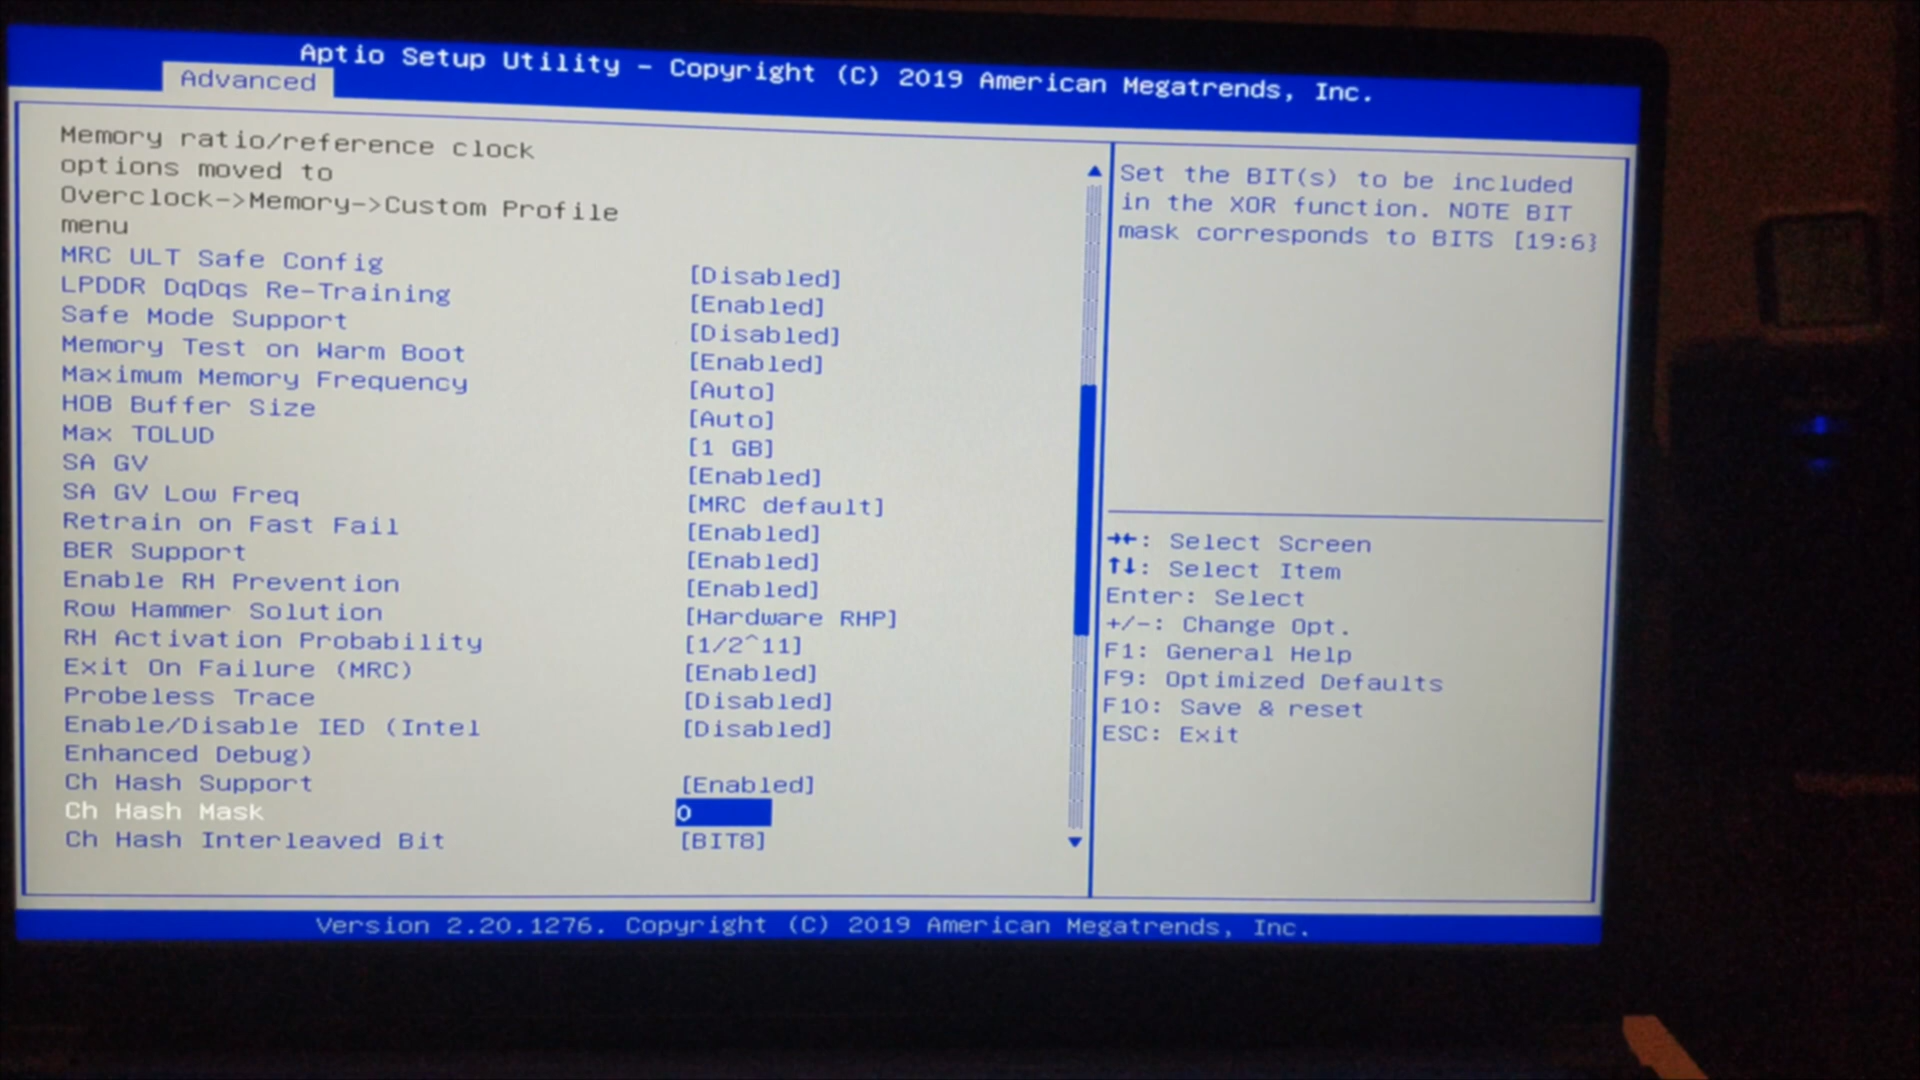 Aptio Setup Utility – Copyright (C) 2019 American Megatrends, Inc.
Advanced
Memory ratio/reference clock
options moved to
Overclock->Memory->Custom Profile
menu
MRC ULT Safe Config [Disabled]
LPDDR DqDqs Re-Training [Enabled]
Safe Mode Support [Disabled]
Memory Test on Warm Boot [Enabled]
Maximum Memory Frequency [Auto]
HOB Buffer Size [Auto]
Max TOLUD [1 GB]
SA GV [Enabled]
SA GV Low Freq [MRC default]
Retrain on Fast Fail [Enabled]
BER Support [Enabled]
Enable RH Prevention [Enabled]
Row Hammer Solution [Hardware RHP]
RH Activation Probability [1/2^11]
Exit On Failure (MRC) [Enabled]
Probeless Trace [Disabled]
Enable/Disable IED (Intel [Disabled]
Enhanced Debug)
Ch Hash Support [Enabled]
Ch Hash Mask 0
Ch Hash Interleaved Bit [BIT8]
Set the BIT(s) to be included
in the XOR function. NOTE BIT
mask corresponds to BITS [19:6}
→←: Select Screen
↑↓: Select Item
Enter: Select
+/-: Change Opt.
F1: General Help
F9: Optimized Defaults
F10: Save & reset
ESC: Exit
Version 2.20.1276. Copyright (C) 2019 American Megatrends, Inc.